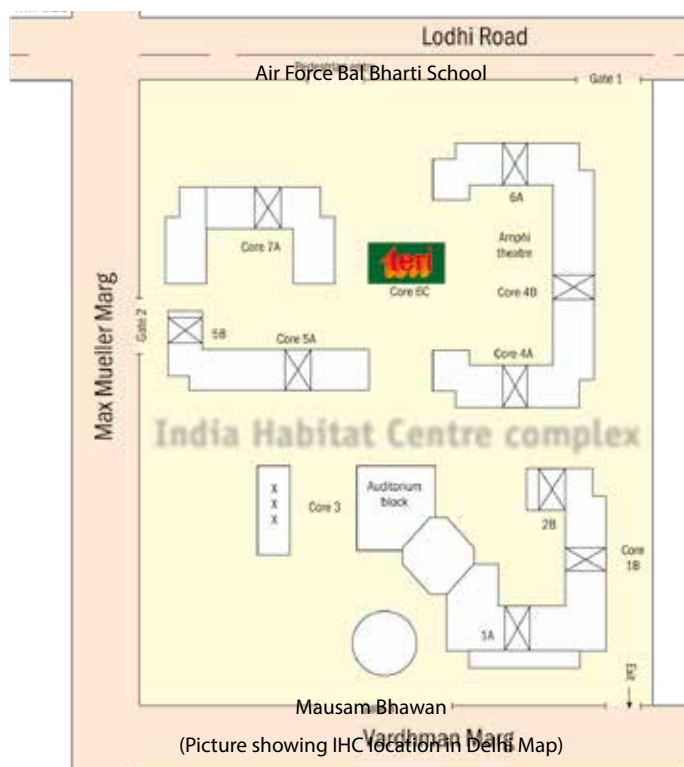 Lodhi Road
Air Force Bal Bharti School
Gate 1
6A
Core 7A
Amphi
theatre
teri
Core 6C
Core 4B
Max Mueller Marg
Gate 2
5B
Core 5A
Core 4A
India Habitat Centre complex
X
X
X
Core 3
Auditorium
block
2B
Core
1B
1A
Exit
Mausam Bhawan
Vardhman Marg
(Picture showing IHC location in Delhi Map)